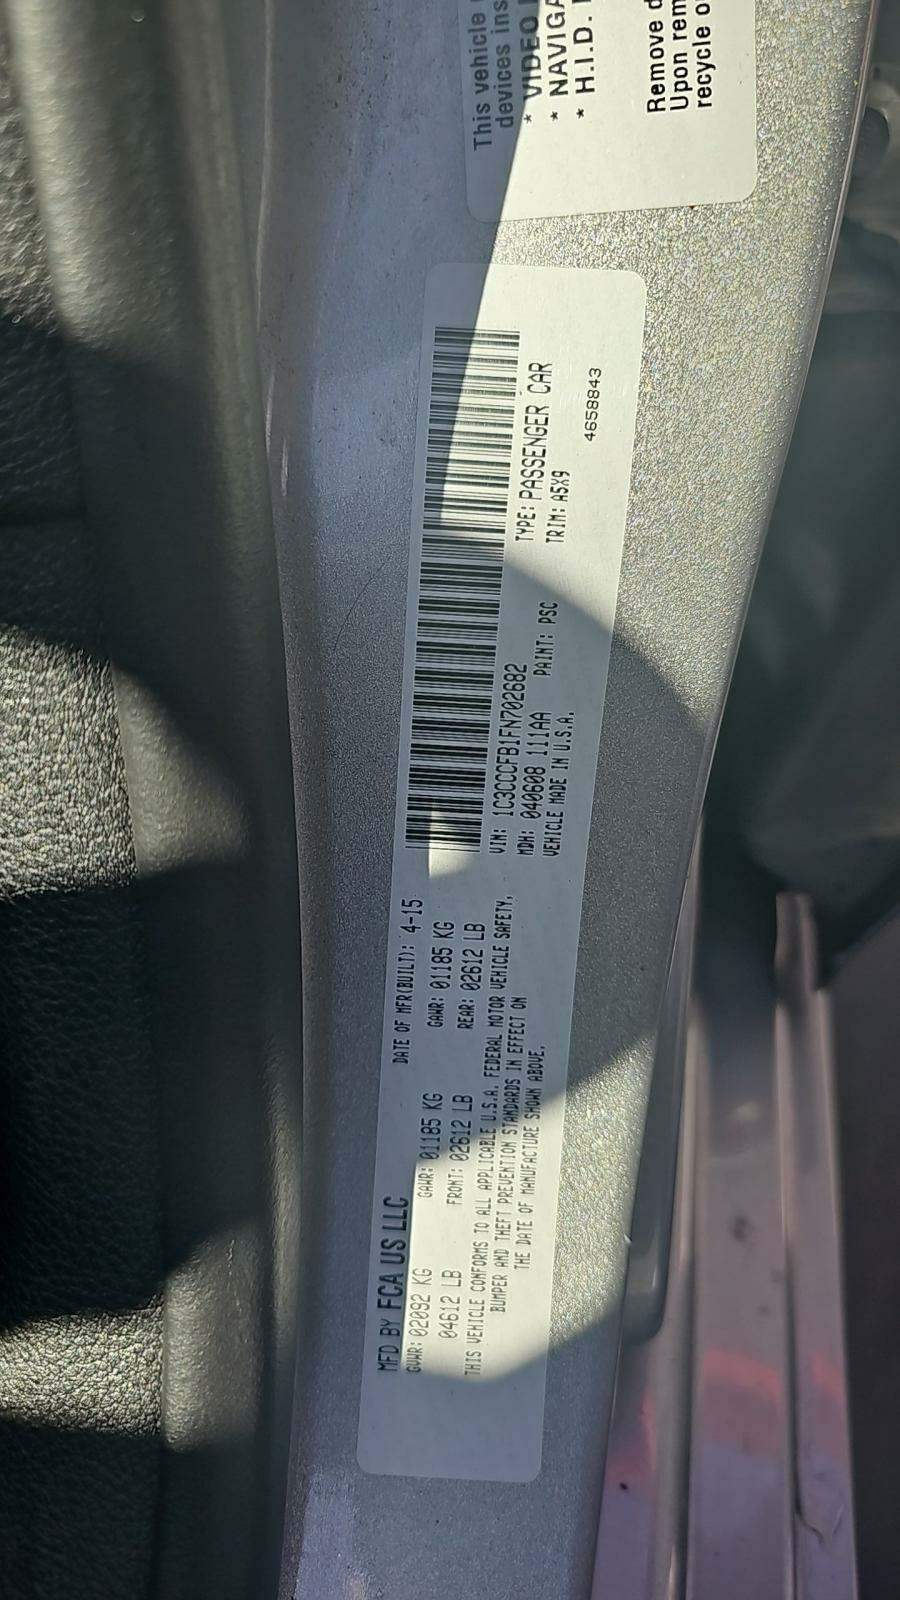 This vehicle
devices ins
* VIDEO
* NAVIGA
* H.I.D.
Remove d
Upon rem
recycle o
MFD BY FCA US LLC
DATE OF MFR(BUILT): 4-15
GVWR: 02092 KG
GAWR: 01185 KG
GAWR: 01185 KG
04612 LB
FRONT: 02612 LB
REAR: 02612 LB
THIS VEHICLE CONFORMS TO ALL APPLICABLE U.S.A. FEDERAL MOTOR VEHICLE SAFETY,
BUMPER AND THEFT PREVENTION STANDARDS IN EFFECT ON
THE DATE OF MANUFACTURE SHOWN ABOVE.
VIN: 1C3CCCFB1FN702682
TYPE: PASSENGER CAR
MDH: 040608 111AA
PAINT: PSC
TRIM: A5X9
VEHICLE MADE IN U.S.A.
4658843